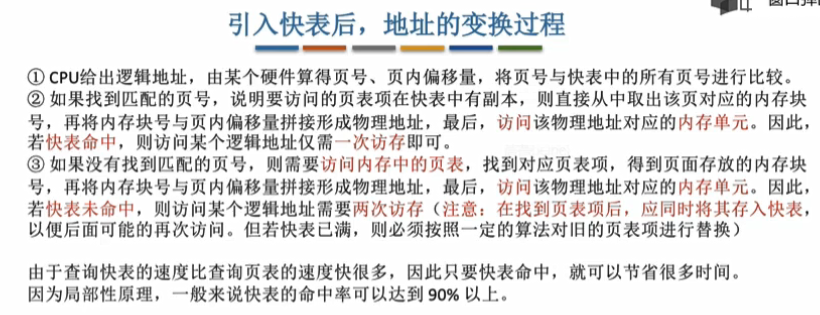 引入快表后，地址的变换过程
① CPU给出逻辑地址，由某个硬件算得页号、页内偏移量，将页号与快表中的所有页号进行比较。
② 如果找到匹配的页号，说明要访问的页表项在快表中有副本，则直接从中取出该页对应的内存块
号，再将内存块号与页内偏移量拼接形成物理地址，最后，访问该物理地址对应的内存单元。因此，
若快表命中，则访问某个逻辑地址仅需一次访存即可。
③ 如果没有找到匹配的页号，则需要访问内存中的页表，找到对应页表项，得到页面存放的内存块
号，再将内存块号与页内偏移量拼接形成物理地址，最后，访问该物理地址对应的内存单元。因此，
若快表未命中，则访问某个逻辑地址需要两次访存（注意：在找到页表项后，应同时将其存入快表，
以便后面可能的再次访问。但若快表已满，则必须按照一定的算法对旧的页表项进行替换）
由于查询快表的速度比查询页表的速度快很多，因此只要快表命中，就可以节省很多时间。
因为局部性原理，一般来说快表的命中率可以达到 90% 以上。